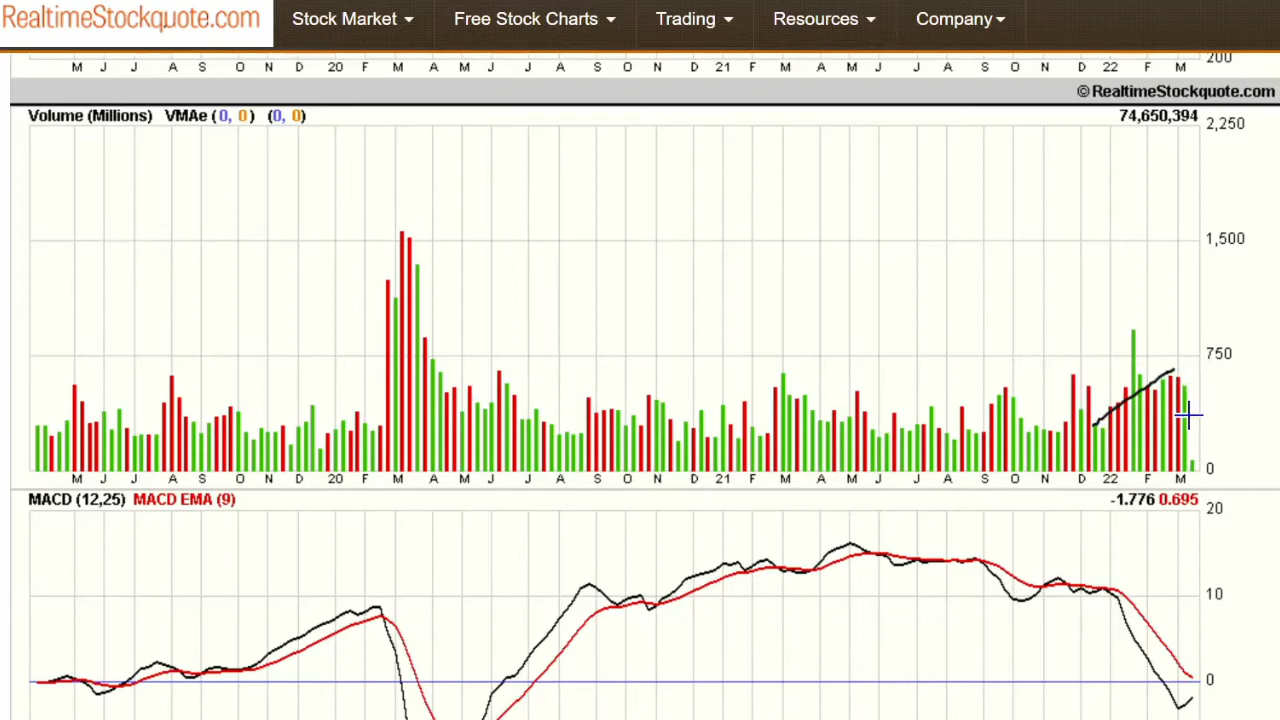 RealtimeStockquote.com Stock Market Free Stock Charts Trading Resources Company
200
M J J A S O N D 20 F M A M J J A S O N D 21 F M A M J J A S O N D 22 F M
© RealtimeStockquote.com
Volume (Millions) VMAe (0, 0) (0, 0) 74,650,394
2,250
1,500
750
0
M J J A S O N D 20 F M A M J J A S O N D 21 F M A M J J A S O N D 22 F M
MACD (12,25) MACD EMA (9) -1.776 0.695
20
10
0